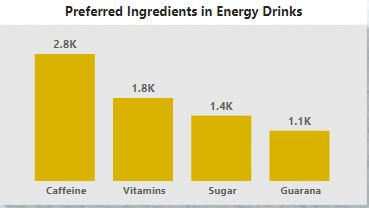 Preferred Ingredients in Energy Drinks
2.8K
1.8K
1.4K
1.1K
Caffeine Vitamins Sugar Guarana